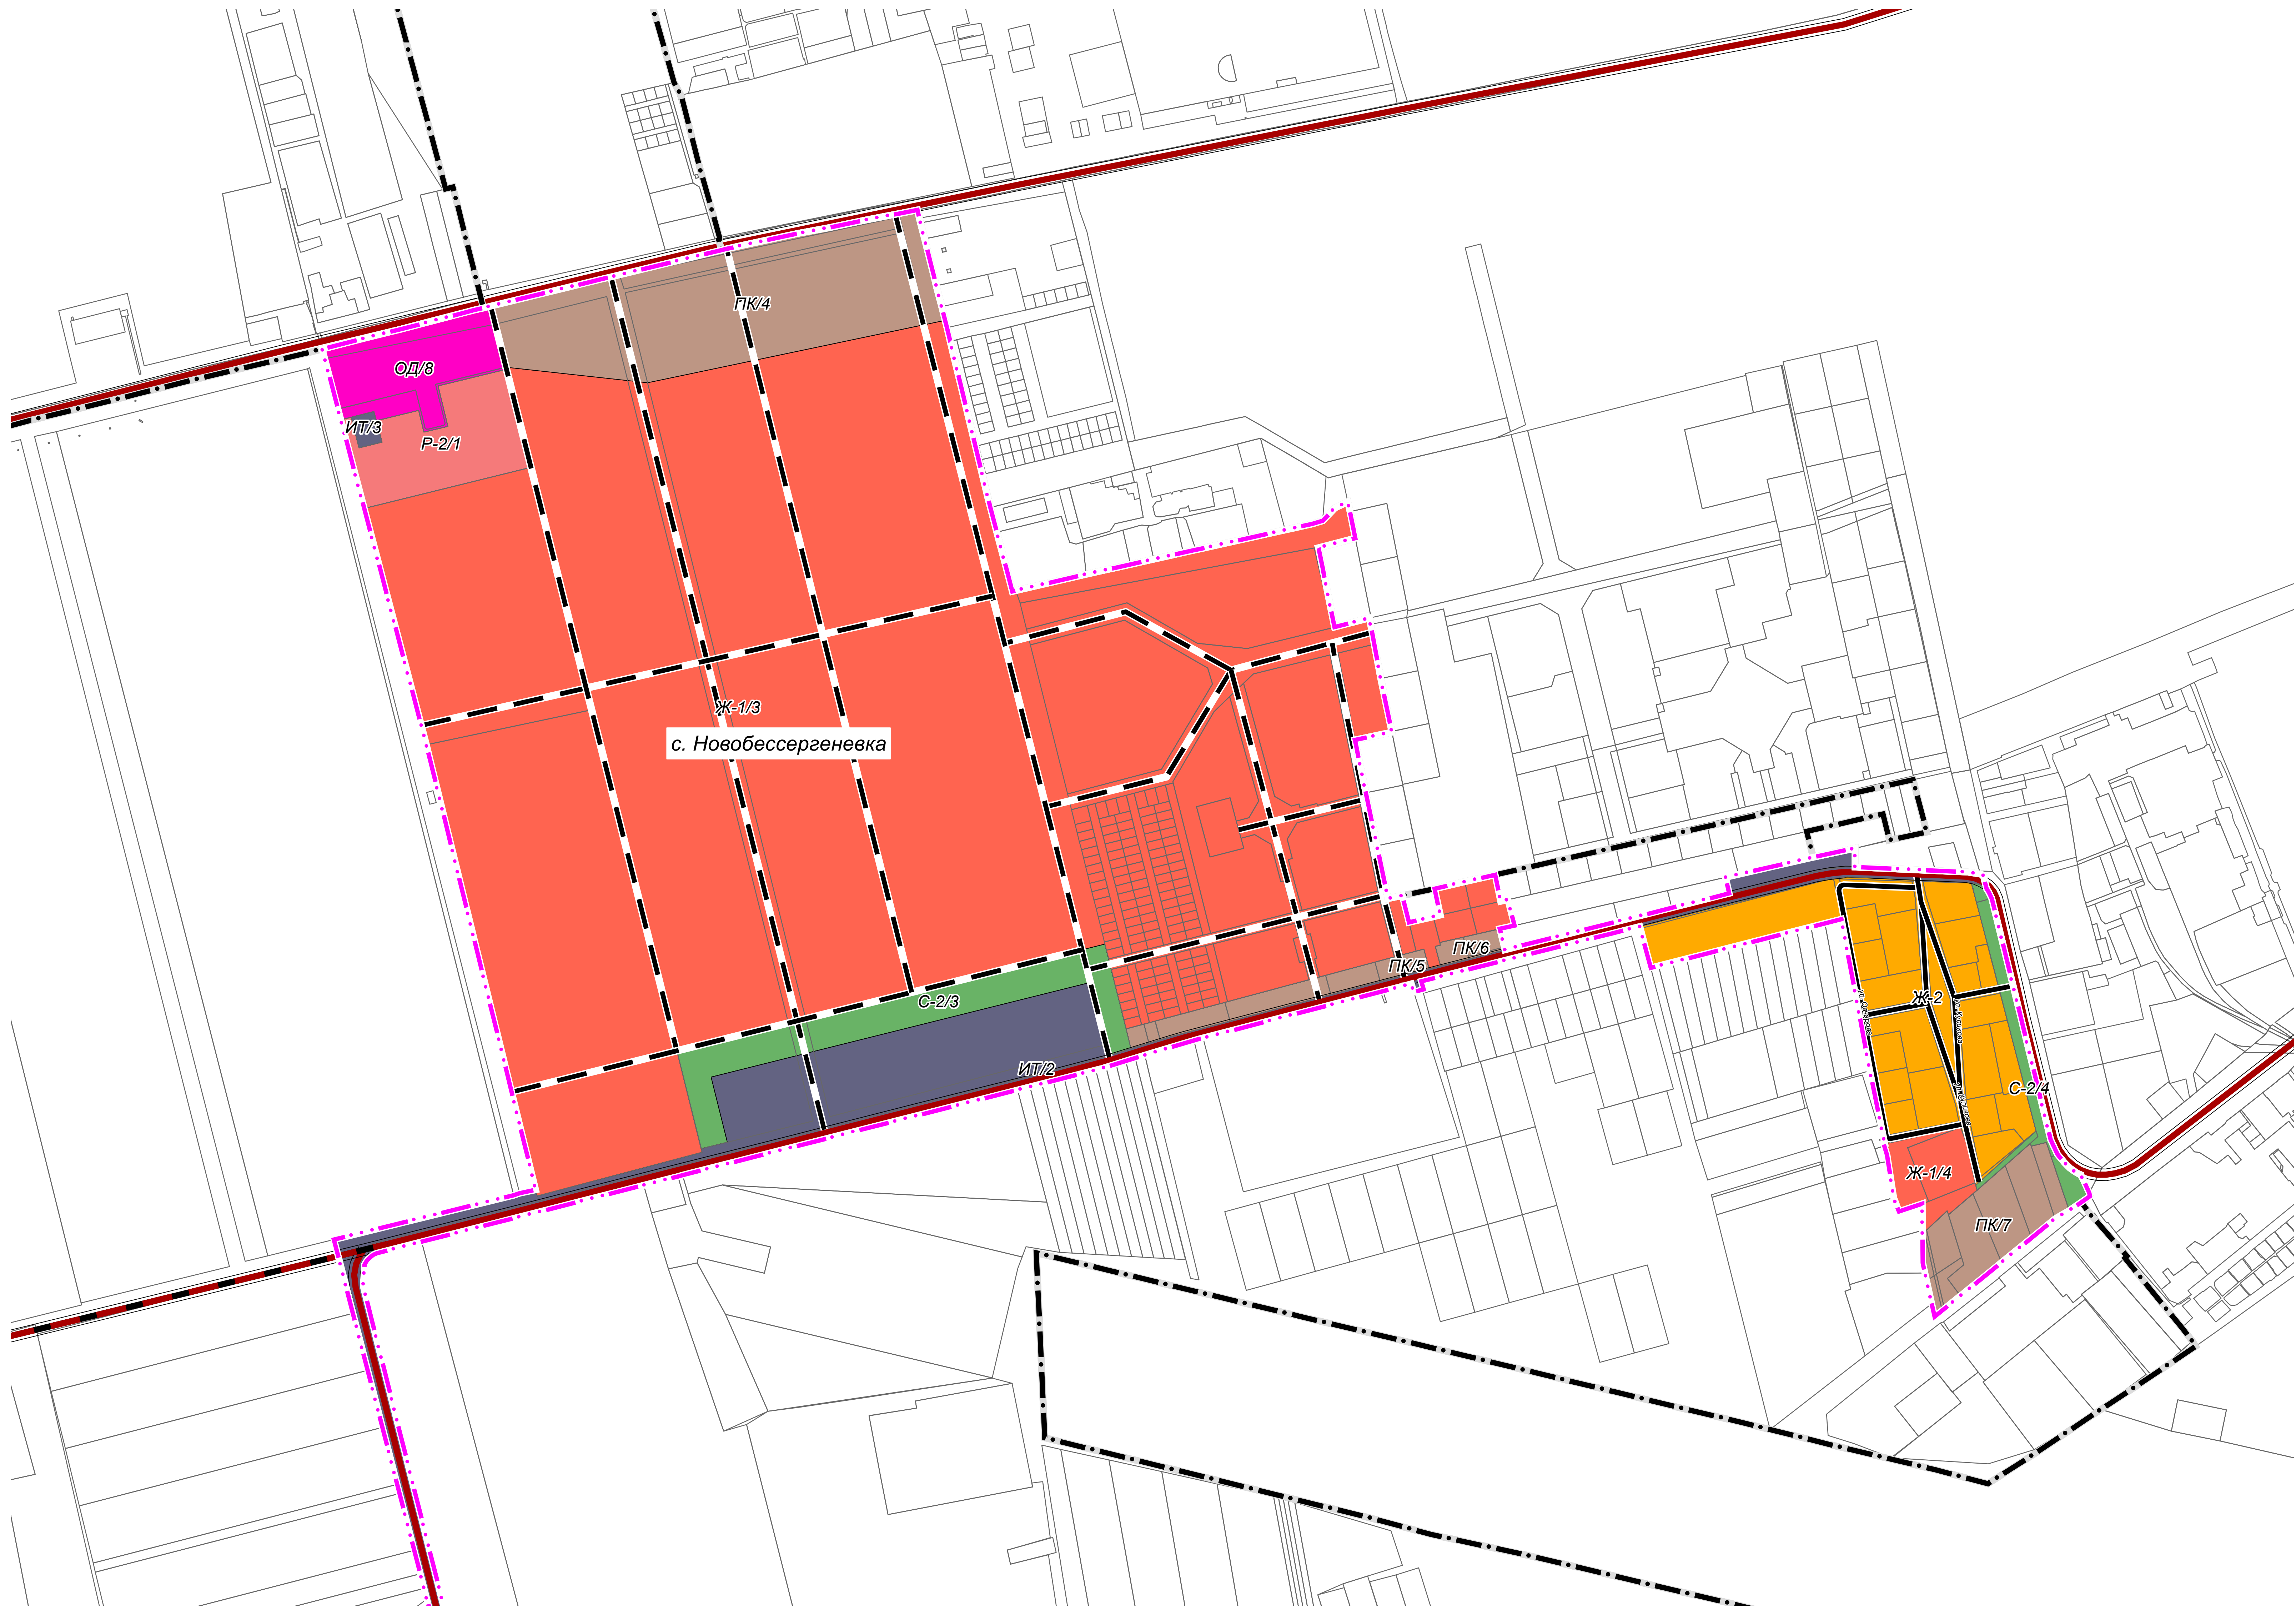 ПК/4
ОД/8
ИТ/3
Р-2/1
Ж-1/3
с. Новобессергеневка
ПК/6
ПК/5
С-2/3
Ж-2
ИТ/2
С-2/4
Ж-1/4
ПК/7